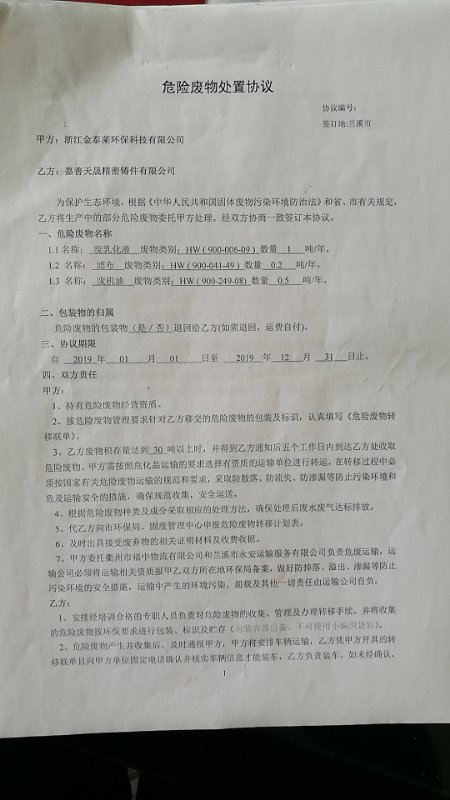 危险废物处置协议
协议编号：
签订地:兰溪市
甲方：浙江金泰莱环保科技有限公司
乙方：嘉善天晟精密铸件有限公司
为保护生态环境，根据《中华人民共和国固体废物污染环境防治法》和省、市有关规定，
乙方将生产中的部分危险废物委托甲方处理。经双方协商一致签订本协议。
一、危险废物名称
1.1 名称： 废乳化液 废物类别：HW ( 900-006-09 ) 数量 1 吨/年。
1.2 名称： 滤布 废物类别：HW ( 900-041-49 ) 数量 0.2 吨/年。
1.3 名称： 废机油 废物类别：HW ( 900-249-08) 数量 0.5 吨/年。
二、包装物的归属
危险废物的包装物（是／否）退回给乙方(如需退回，运费自付)。
三、协议期限
自 2019 年 01 月 01 日至 2019 年 12 月 31 日止。
四、双方责任
甲方：
1、持有危险废物经营资质。
2、按危险废物管理要求针对乙方移交的危险废物的包装及标识，认真填写《危险废物转
移联单》。
3、乙方废物积存量达到 30 吨以上时，并得到乙方通知后五个工作日内到达乙方处收取
危险废物。甲方需按照危化品运输的要求选择有资质的运输单位进行转运，在转移过程中必
须按国家有关危险废物运输的规范和要求，采取防散落、防流失、防渗漏等防止污染环境和
危及运输安全的措施，确保规范收集，安全运送。
4、根据危险废物种类及成分采取相应的处理方法，确保处理后废水废气达标排放。
5、代乙方向市环保局、固废管理中心申报危险废物转移计划表。
6、及时出具接受废弃物的相关证明材料及收费收据。
7、甲方委托衢州市福中物流有限公司和兰溪市永安运输服务有限公司负责危废运输，运
输公司必须将运输相关资质报甲乙双方所在地环保局备案，做好防掉落、溢出、渗漏等防止
污染环境的安全措施，运输中产生的环境污染、超载及其他一切责任由运输公司自负。
乙方：
1、安排经培训合格的专职人员负责对危险废物的收集、管理及办理转移手续。并将收集
的危险废物按环保要求进行包装、标识及贮存（包装容器自备，不可使用小编织袋装）。
2、危险废物产生并收集后，及时通报甲方，甲方将安排车辆运输，乙方凭甲方开具的转
移联单且向甲方单位固定电话确认并核实车辆信息才能装车，乙方负责装车。如未经确认，
1